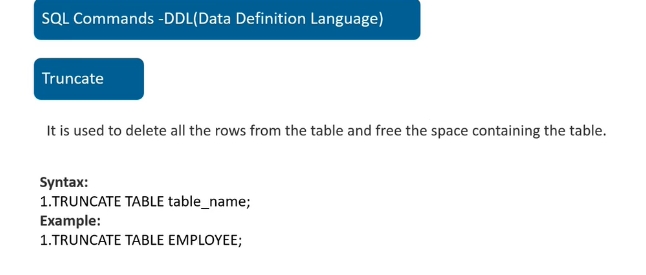 SQL Commands -DDL(Data Definition Language)
Truncate
It is used to delete all the rows from the table and free the space containing the table.
Syntax:
1.TRUNCATE TABLE table_name;
Example:
1.TRUNCATE TABLE EMPLOYEE;